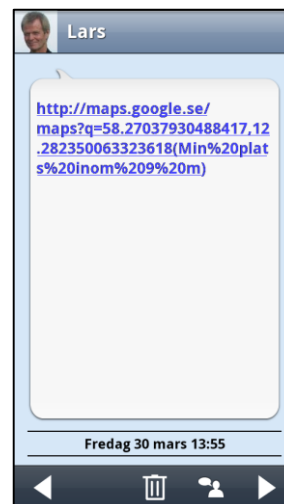 Lars
http://maps.google.se/
maps?q=58.27037930488417,12
.282350063323618(Min%20plat
s%20inom%209%20m)
Fredag 30 mars 13:55